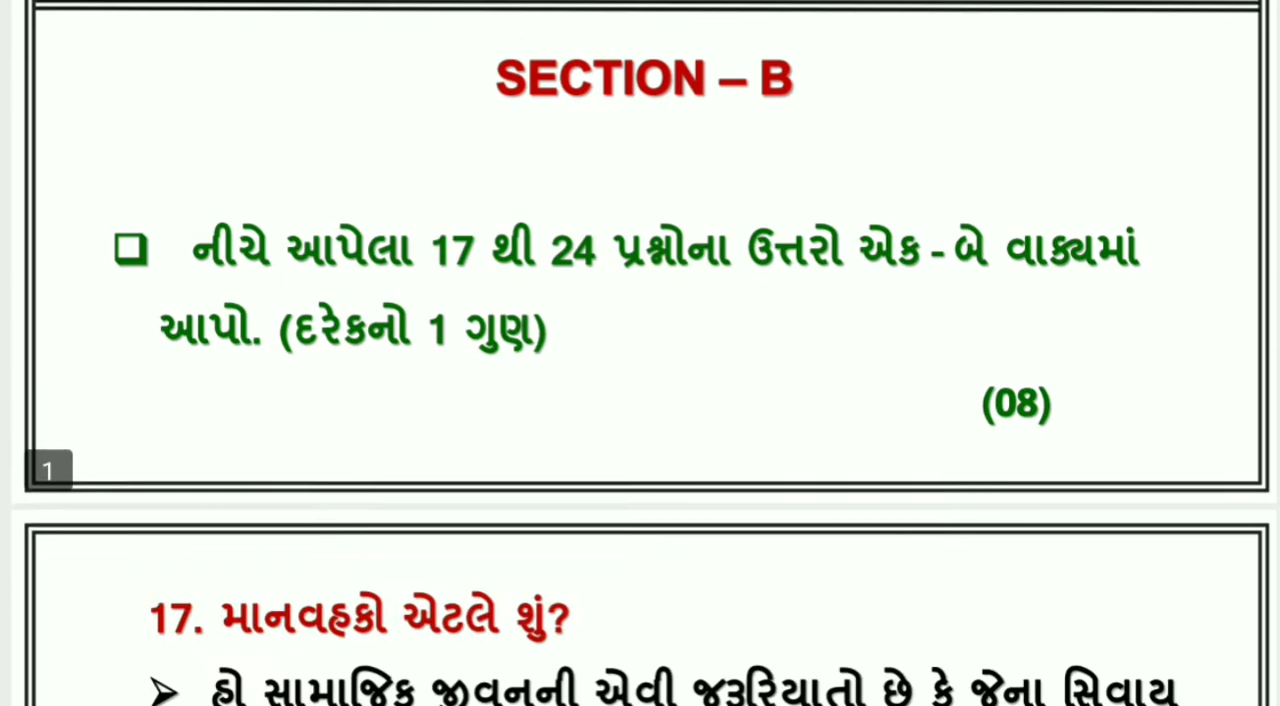 SECTION – B
❑ નીચે આપેલા 17 થી 24 પ્રશ્નોના ઉત્તરો એક - બે વાક્યમાં
આપો. (દરેકનો 1 ગુણ)
(08)
1
17. માનવહકો એટલે શું?
➢ હો સામાજિક જીવનની એવી જરૂરિયાતો છે કે જેના સિવાય